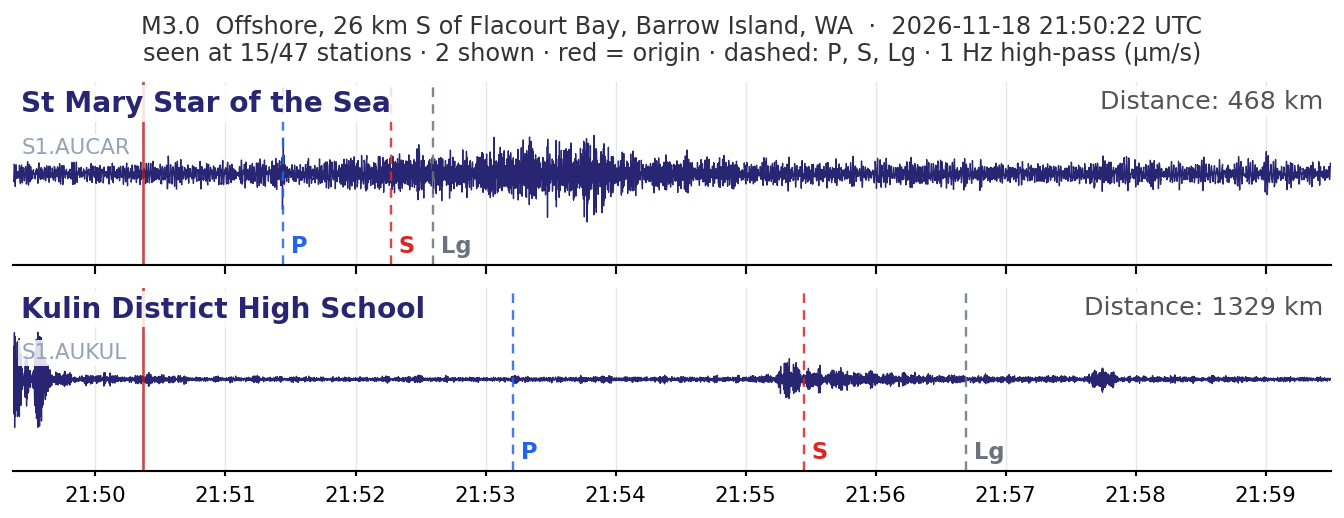 M3.0  Offshore, 26 km S of Flacourt Bay, Barrow Island, WA  ·  2026-11-18 21:50:22 UTC
seen at 15/47 stations · 2 shown · red = origin · dashed: P, S, Lg · 1 Hz high-pass (μm/s)
St Mary Star of the Sea
Distance: 468 km
S1.AUCAR
P
S
Lg
Kulin District High School
Distance: 1329 km
S1.AUKUL
P
S
Lg
21:50
21:51
21:52
21:53
21:54
21:55
21:56
21:57
21:58
21:59